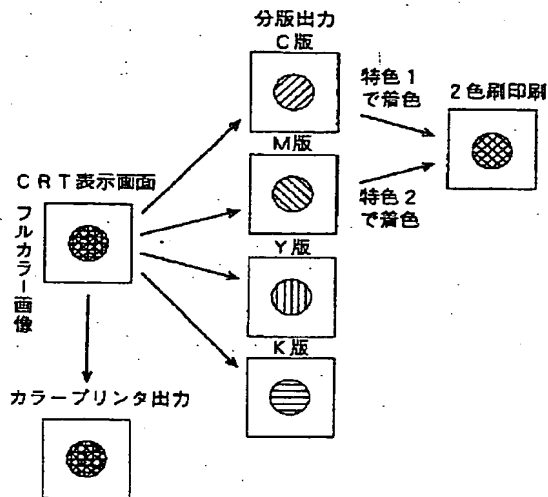 分版出力
C版
特色1
で着色
2色刷印刷
M版
CRT表示画面
フルカラー画像
特色2
で着色
Y版
K版
カラープリンタ出力